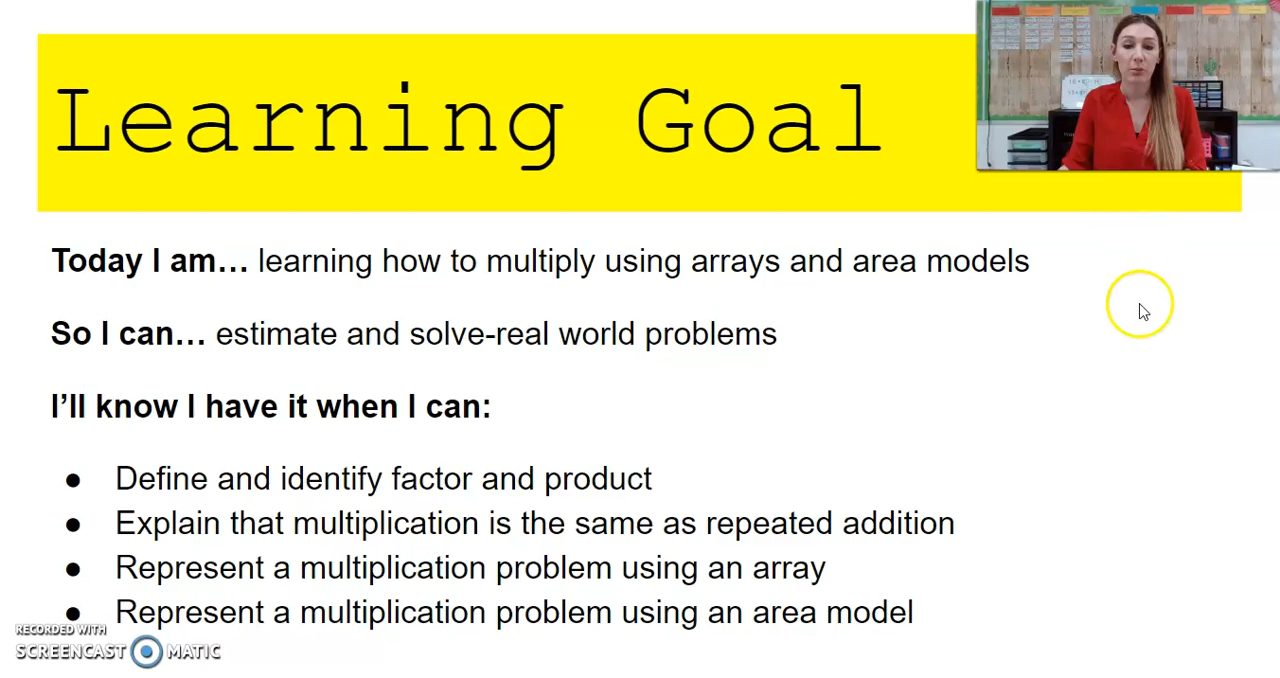 Learning Goal
Today I am... learning how to multiply using arrays and area models
So I can... estimate and solve-real world problems
I'll know I have it when I can:
● Define and identify factor and product
● Explain that multiplication is the same as repeated addition
● Represent a multiplication problem using an array
● Represent a multiplication problem using an area model
RECORDED WITH
SCREENCAST MATIC